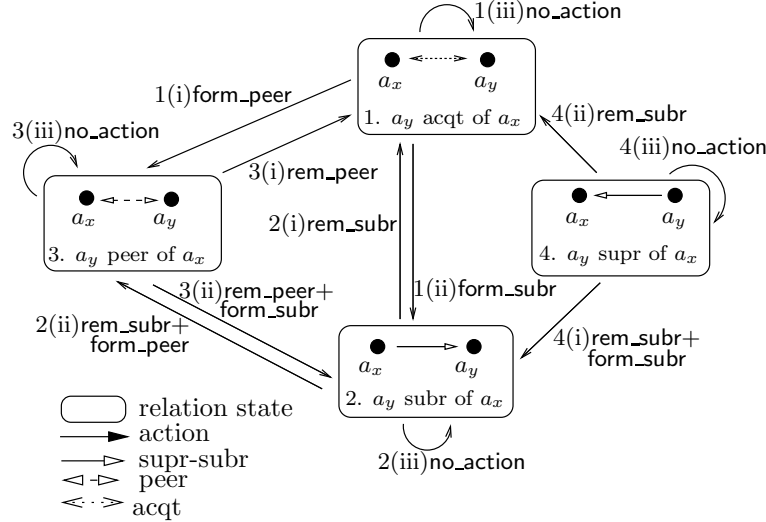 1(iii)no_action
a_x a_y
1. a_y acqt of a_x
1(i)form_peer
3(iii)no_action
4(ii)rem_subr
4(iii)no_action
3(i)rem_peer
a_x a_y
3. a_y peer of a_x
2(i)rem_subr
a_x a_y
4. a_y supr of a_x
1(ii)form_subr
3(ii)rem_peer+
form_subr
2(ii)rem_subr+
form_peer
4(i)rem_subr+
form_subr
a_x a_y
2. a_y subr of a_x
2(iii)no_action
relation state
action
supr-subr
peer
acqt